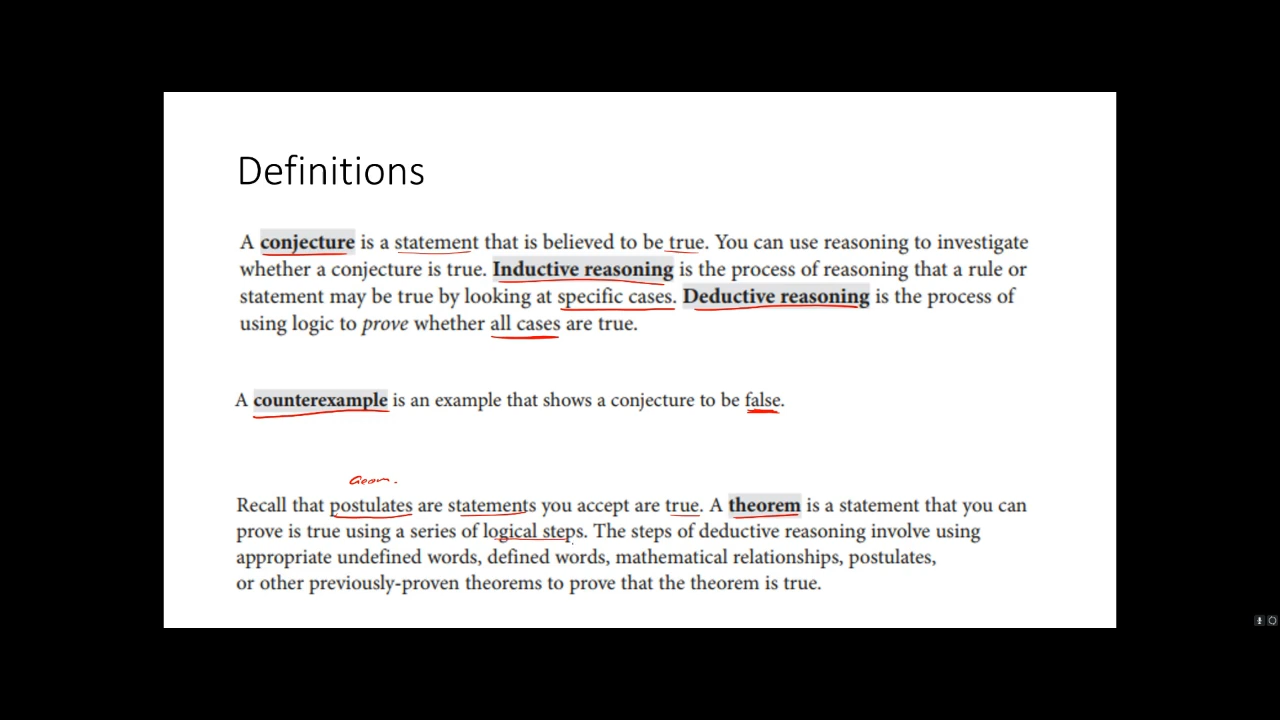 Definitions
A conjecture is a statement that is believed to be true. You can use reasoning to investigate
whether a conjecture is true. Inductive reasoning is the process of reasoning that a rule or
statement may be true by looking at specific cases. Deductive reasoning is the process of
using logic to prove whether all cases are true.
A counterexample is an example that shows a conjecture to be false.
Geom.
Recall that postulates are statements you accept are true. A theorem is a statement that you can
prove is true using a series of logical steps. The steps of deductive reasoning involve using
appropriate undefined words, defined words, mathematical relationships, postulates,
or other previously-proven theorems to prove that the theorem is true.